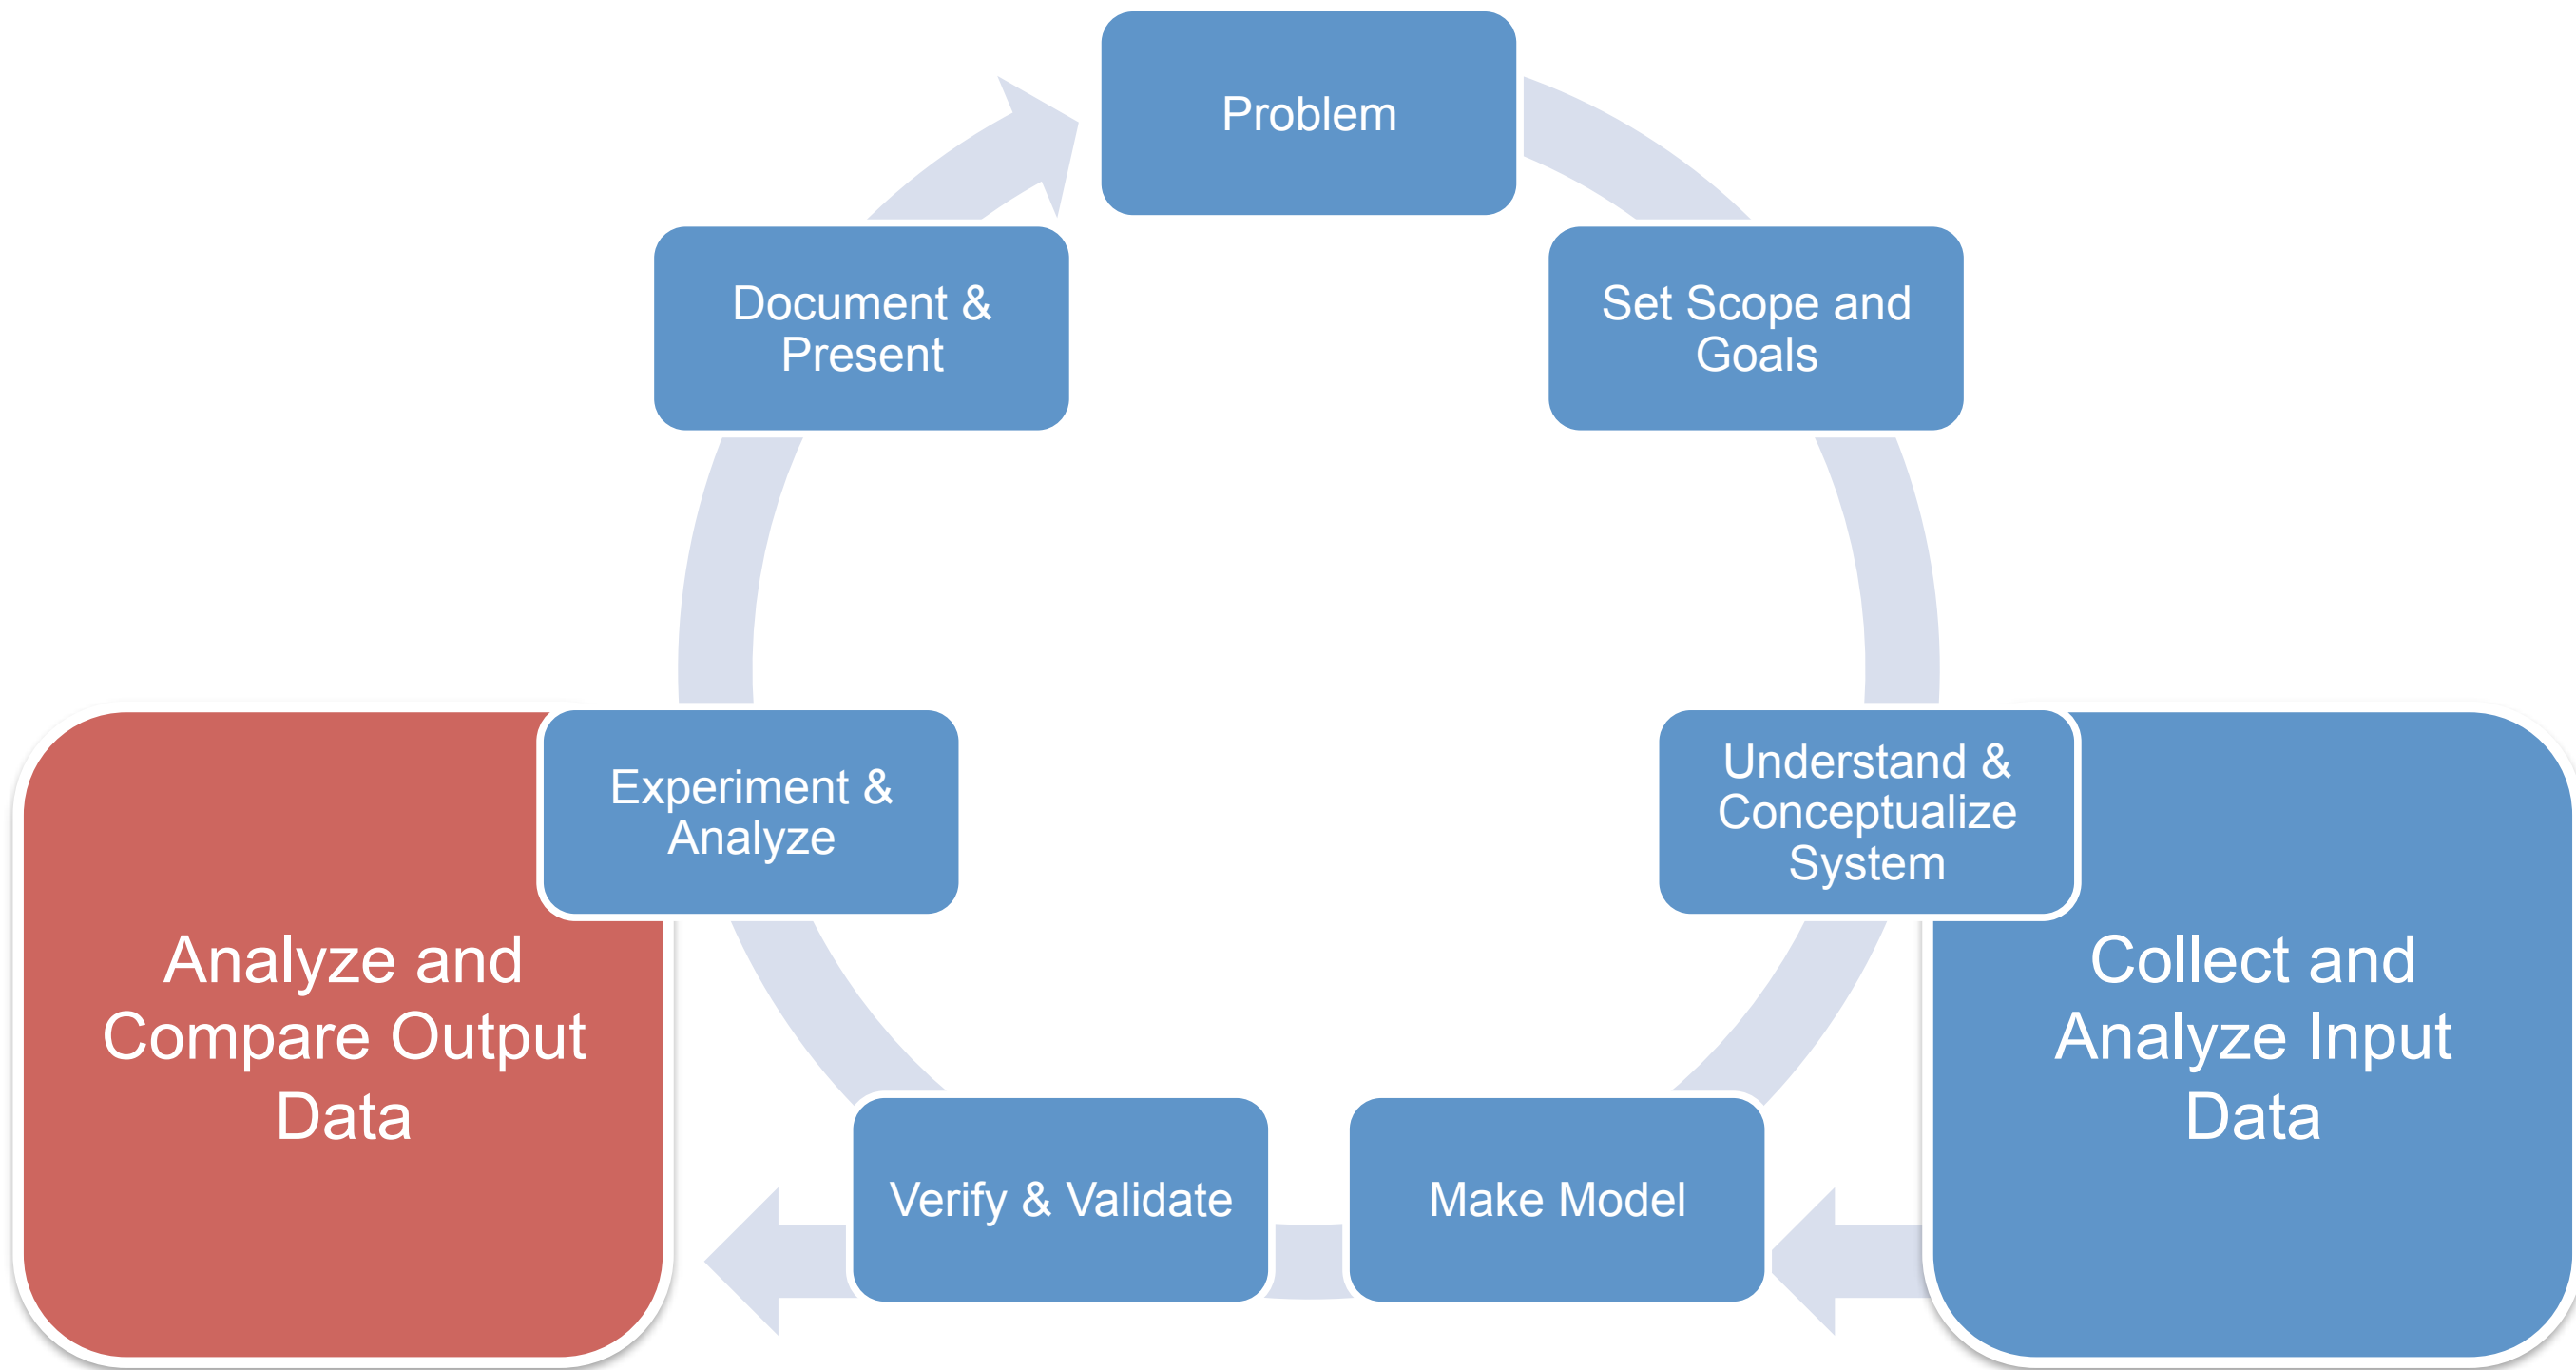 Problem
Document &
Present
Set Scope and
Goals
Experiment &
Analyze
Understand &
Conceptualize
System
Analyze and
Compare Output
Data
Collect and
Analyze Input
Data
Verify & Validate
Make Model